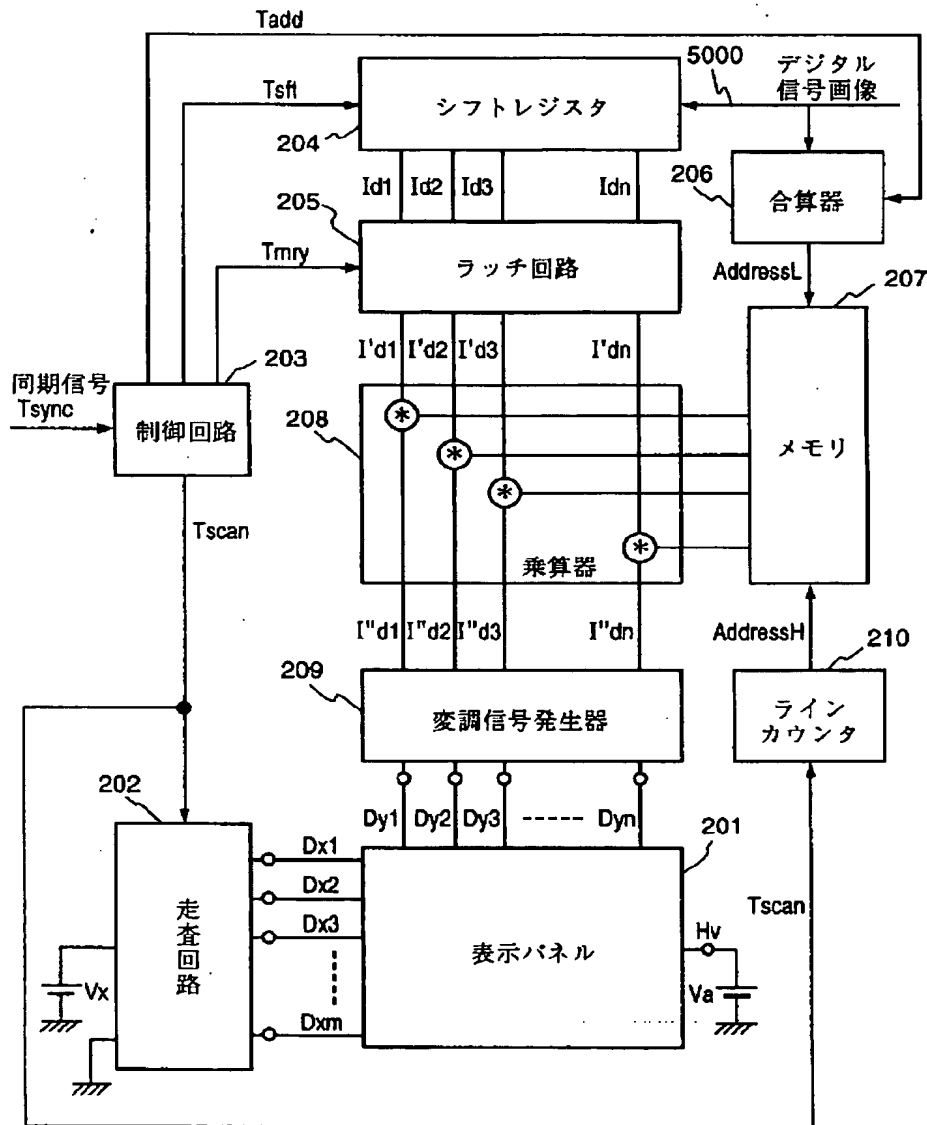 Tadd
5000
デジタル
信号画像
Tsft
シフトレジスタ
204
206
合算器
Id1 Id2 Id3 Idn
205
Tmry
ラッチ回路
AddressL
207
I'd1 I'd2 I'd3 I'dn
203
同期信号
Tsync
制御回路
208
*
*
*
*
メモリ
乗算器
Tscan
I"d1 I"d2 I"d3 I"dn
AddressH
210
209
変調信号発生器
ライン
カウンタ
202
Dy1 Dy2 Dy3 ------ Dyn
201
Dx1
Dx2
Dx3
Dxm
走査回路
表示パネル
Tscan
Hv
Vx
Va